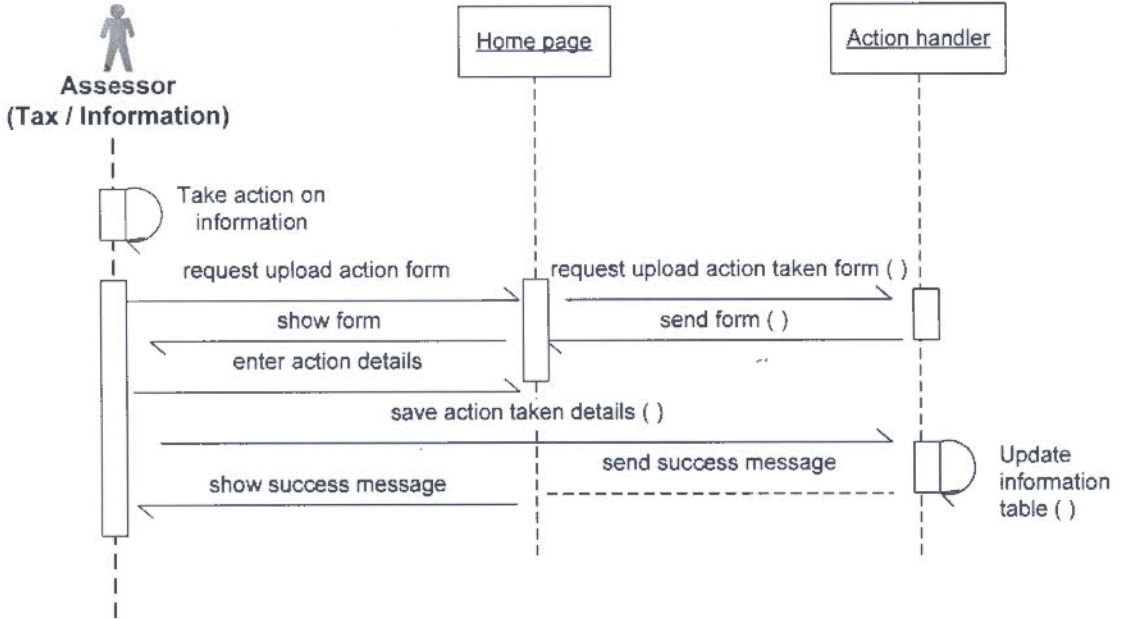 Home page
Action handler
Assessor
(Tax / Information)
Take action on
information
request upload action form
request upload action taken form ( )
show form
send form ( )
enter action details
save action taken details ( )
send success message
show success message
Update
information
table ( )